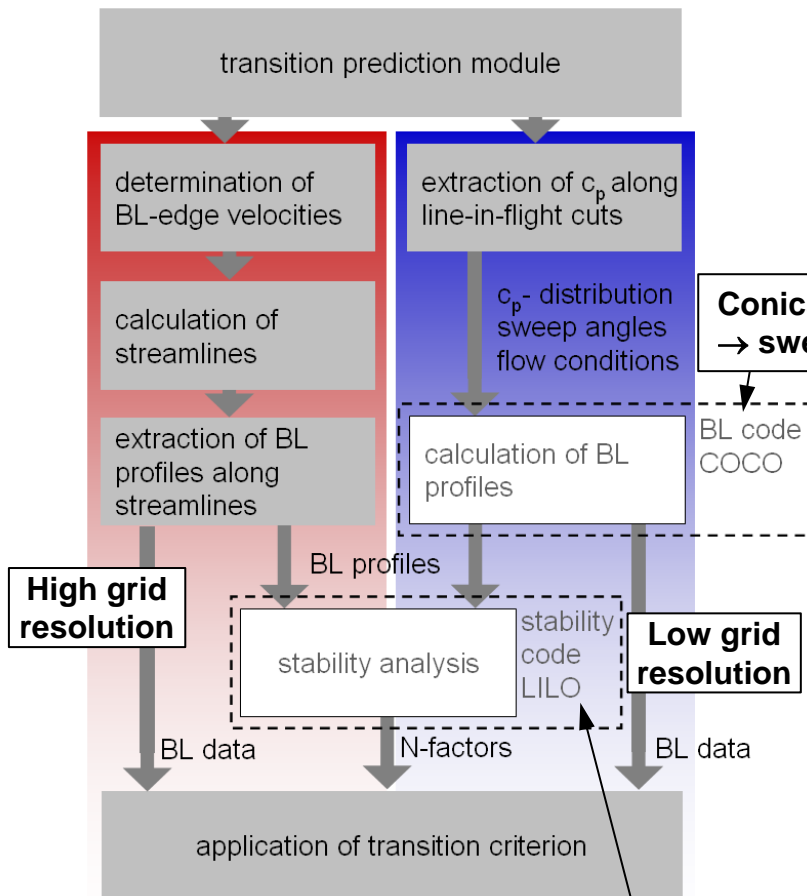 transition prediction module
determination of
BL-edge velocities
extraction of cp along
line-in-flight cuts
cp- distribution
sweep angles
flow conditions
Conic
→ swe
calculation of
streamlines
extraction of BL
profiles along
streamlines
calculation of BL
profiles
BL code
COCO
BL profiles
High grid
resolution
stability analysis
stability
code
LILO
Low grid
resolution
BL data
N-factors
BL data
application of transition criterion